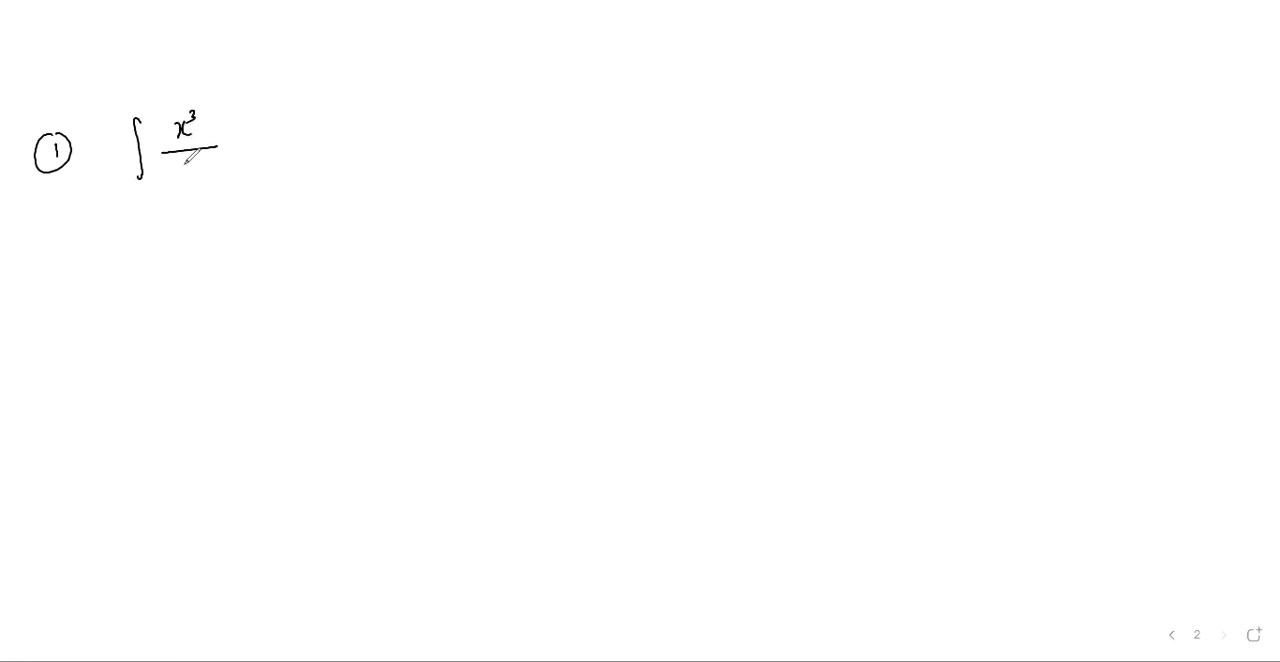 ① ∫ x³/
< 2 >